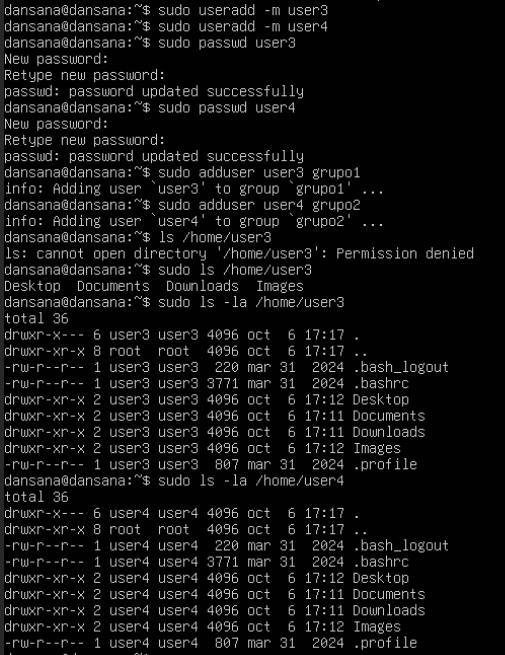 dansana@dansana:~$ sudo useradd -m user3
dansana@dansana:~$ sudo useradd -m user4
dansana@dansana:~$ sudo passwd user3
New password:
Retype new password:
passwd: password updated successfully
dansana@dansana:~$ sudo passwd user4
New password:
Retype new password:
passwd: password updated successfully
dansana@dansana:~$ sudo adduser user3 grupo1
info: Adding user `user3' to group `grupo1' ...
dansana@dansana:~$ sudo adduser user4 grupo2
info: Adding user `user4' to group `grupo2' ...
dansana@dansana:~$ ls /home/user3
ls: cannot open directory '/home/user3': Permission denied
dansana@dansana:~$ sudo ls /home/user3
Desktop  Documents  Downloads  Images
dansana@dansana:~$ sudo ls -la /home/user3
total 36
drwxr-x--- 6 user3 user3 4096 oct  6 17:17 .
drwxr-xr-x 8 root  root  4096 oct  6 17:17 ..
-rw-r--r-- 1 user3 user3  220 mar 31  2024 .bash_logout
-rw-r--r-- 1 user3 user3 3771 mar 31  2024 .bashrc
drwxr-xr-x 2 user3 user3 4096 oct  6 17:12 Desktop
drwxr-xr-x 2 user3 user3 4096 oct  6 17:11 Documents
drwxr-xr-x 2 user3 user3 4096 oct  6 17:11 Downloads
drwxr-xr-x 2 user3 user3 4096 oct  6 17:12 Images
-rw-r--r-- 1 user3 user3  807 mar 31  2024 .profile
dansana@dansana:~$ sudo ls -la /home/user4
total 36
drwxr-x--- 6 user4 user4 4096 oct  6 17:17 .
drwxr-xr-x 8 root  root  4096 oct  6 17:17 ..
-rw-r--r-- 1 user4 user4  220 mar 31  2024 .bash_logout
-rw-r--r-- 1 user4 user4 3771 mar 31  2024 .bashrc
drwxr-xr-x 2 user4 user4 4096 oct  6 17:12 Desktop
drwxr-xr-x 2 user4 user4 4096 oct  6 17:11 Documents
drwxr-xr-x 2 user4 user4 4096 oct  6 17:11 Downloads
drwxr-xr-x 2 user4 user4 4096 oct  6 17:12 Images
-rw-r--r-- 1 user4 user4  807 mar 31  2024 .profile